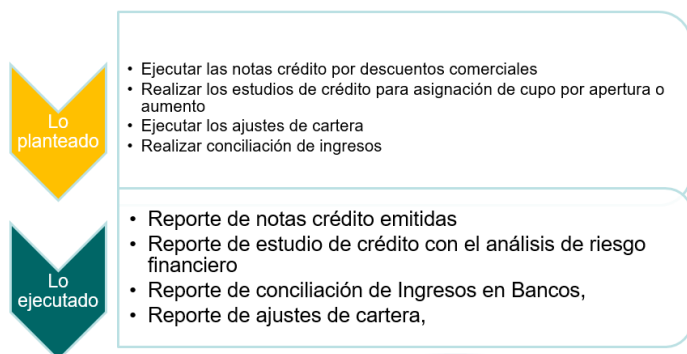 Lo
planteado
• Ejecutar las notas crédito por descuentos comerciales
• Realizar los estudios de crédito para asignación de cupo por apertura o
aumento
• Ejecutar los ajustes de cartera
• Realizar conciliación de ingresos
Lo
ejecutado
• Reporte de notas crédito emitidas
• Reporte de estudio de crédito con el análisis de riesgo
financiero
• Reporte de conciliación de Ingresos en Bancos,
• Reporte de ajustes de cartera,